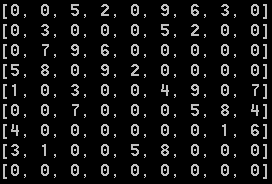 [0, 0, 5, 2, 0, 9, 6, 3, 0]
[0, 3, 0, 0, 0, 5, 2, 0, 0]
[0, 7, 9, 6, 0, 0, 0, 0, 0]
[5, 8, 0, 9, 2, 0, 0, 0, 0]
[1, 0, 3, 0, 0, 4, 9, 0, 7]
[0, 0, 7, 0, 0, 0, 5, 8, 4]
[4, 0, 0, 0, 0, 0, 0, 1, 6]
[3, 1, 0, 0, 5, 8, 0, 0, 0]
[0, 0, 0, 0, 0, 0, 0, 0, 0]